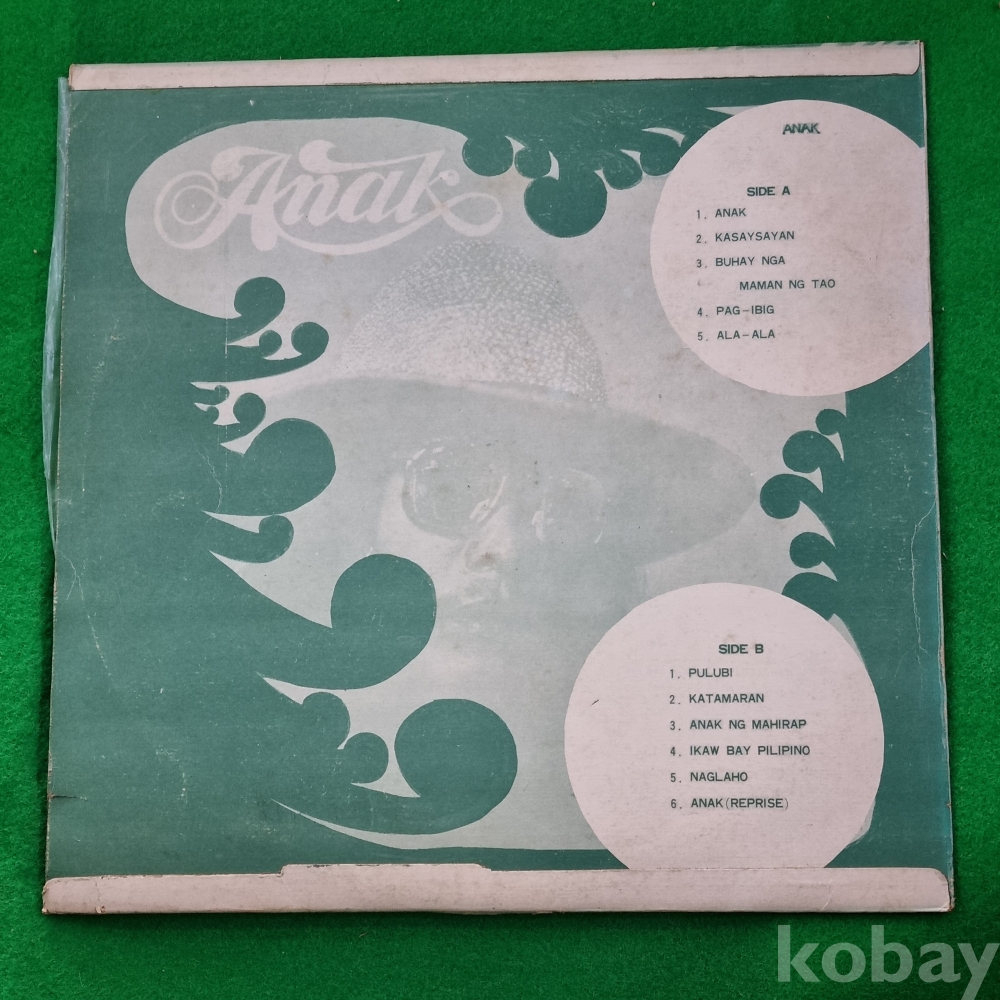 Anak
ANAK
SIDE A
1. ANAK
2. KASAYSAYAN
3. BUHAY NGA
MAMAN NG TAO
4. PAG-IBIG
5. ALA-ALA
SIDE B
1. PULUBI
2. KATAMARAN
3. ANAK NG MAHIRAP
4. IKAW BAY PILIPINO
5. NAGLAHO
6. ANAK (REPRISE)
kobay